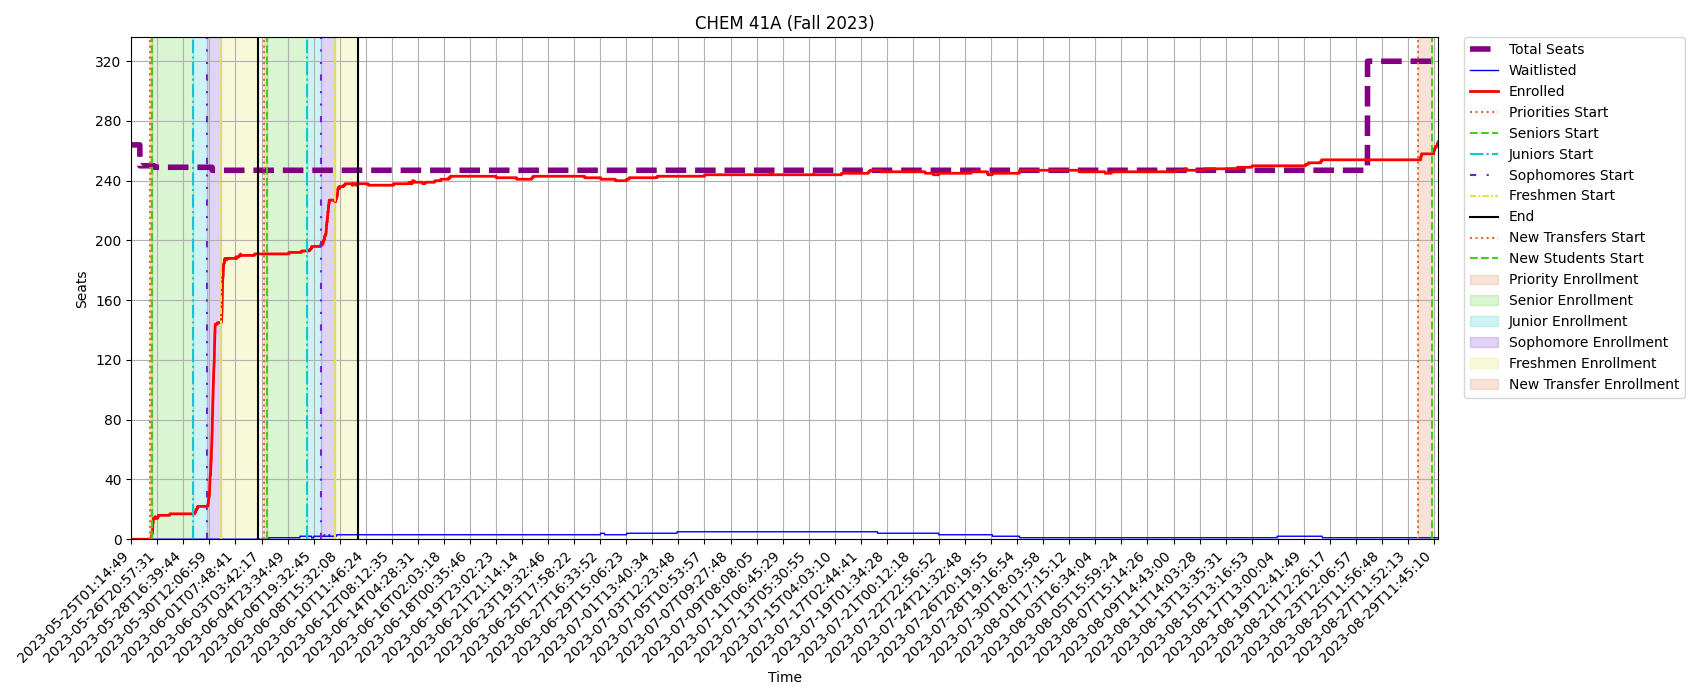 CHEM 41A (Fall 2023)
Seats
320
280
240
200
160
120
80
40
0
2023-05-25T01:14:49
2023-05-26T20:57:31
2023-05-28T16:39:44
2023-05-30T12:06:59
2023-06-01T07:48:41
2023-06-03T03:42:17
2023-06-04T23:34:49
2023-06-06T19:32:45
2023-06-08T15:32:08
2023-06-10T11:46:24
2023-06-12T08:12:35
2023-06-14T04:28:31
2023-06-16T02:03:18
2023-06-18T00:35:46
2023-06-19T23:02:23
2023-06-21T21:14:14
2023-06-23T19:32:46
2023-06-25T17:58:22
2023-06-27T16:33:52
2023-06-29T15:06:23
2023-07-01T13:40:34
2023-07-03T12:23:48
2023-07-05T10:53:57
2023-07-07T09:27:48
2023-07-09T08:08:05
2023-07-11T06:45:29
2023-07-13T05:30:55
2023-07-15T04:03:10
2023-07-17T02:44:41
2023-07-19T01:34:28
2023-07-21T00:12:18
2023-07-22T22:56:52
2023-07-24T21:32:48
2023-07-26T20:19:55
2023-07-28T19:16:54
2023-07-30T18:03:58
2023-08-01T17:15:12
2023-08-03T16:34:04
2023-08-05T15:59:24
2023-08-07T15:14:26
2023-08-09T14:43:00
2023-08-11T14:03:28
2023-08-13T13:35:31
2023-08-15T13:16:53
2023-08-17T13:00:04
2023-08-19T12:41:49
2023-08-21T12:26:17
2023-08-23T12:06:57
2023-08-25T11:56:48
2023-08-27T11:52:13
2023-08-29T11:45:10
Time
Total Seats
Waitlisted
Enrolled
Priorities Start
Seniors Start
Juniors Start
Sophomores Start
Freshmen Start
End
New Transfers Start
New Students Start
Priority Enrollment
Senior Enrollment
Junior Enrollment
Sophomore Enrollment
Freshmen Enrollment
New Transfer Enrollment